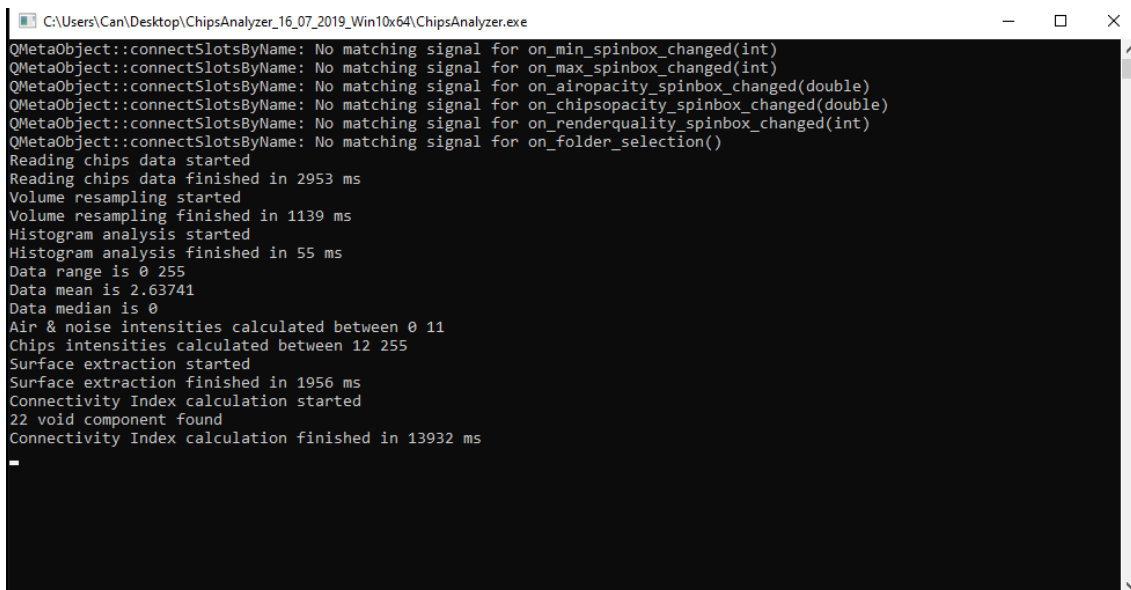 C:\Users\Can\Desktop\ChipsAnalyzer_16_07_2019_Win10x64\ChipsAnalyzer.exe
QMetaObject::connectSlotsByName: No matching signal for on_min_spinbox_changed(int)
QMetaObject::connectSlotsByName: No matching signal for on_max_spinbox_changed(int)
QMetaObject::connectSlotsByName: No matching signal for on_airopacity_spinbox_changed(double)
QMetaObject::connectSlotsByName: No matching signal for on_chipsopacity_spinbox_changed(double)
QMetaObject::connectSlotsByName: No matching signal for on_renderquality_spinbox_changed(int)
QMetaObject::connectSlotsByName: No matching signal for on_folder_selection()
Reading chips data started
Reading chips data finished in 2953 ms
Volume resampling started
Volume resampling finished in 1139 ms
Histogram analysis started
Histogram analysis finished in 55 ms
Data range is 0 255
Data mean is 2.63741
Data median is 0
Air & noise intensities calculated between 0 11
Chips intensities calculated between 12 255
Surface extraction started
Surface extraction finished in 1956 ms
Connectivity Index calculation started
22 void component found
Connectivity Index calculation finished in 13932 ms